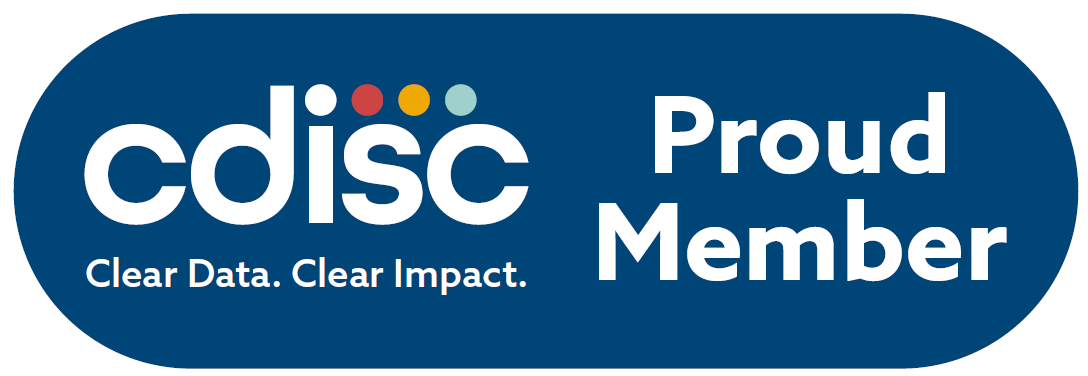 cdisc
Clear Data. Clear Impact.
Proud
Member